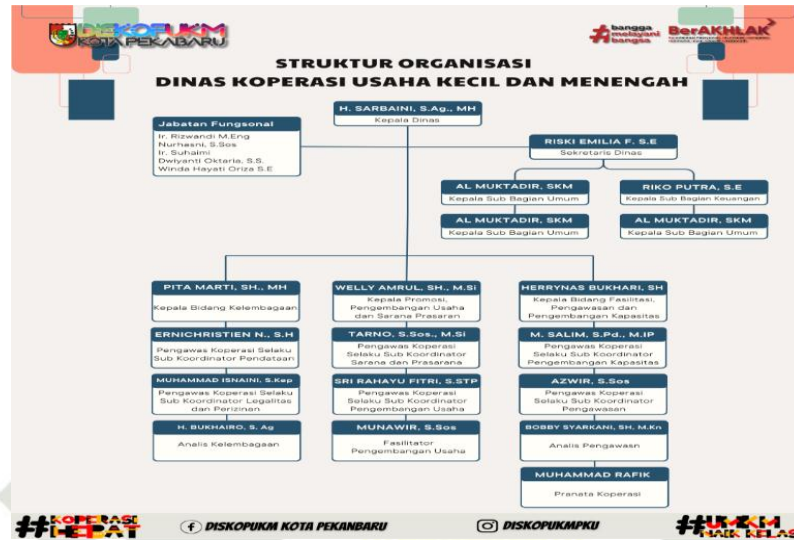 DISKOPUKM
KOTA PEKANBARU
#bangga
melayani
bangsa
BerAKHLAK
STRUKTUR ORGANISASI
DINAS KOPERASI USAHA KECIL DAN MENENGAH
H. SARBAINI, S.Ag., MH
Kepala Dinas
Jabatan Fungsonal
Ir. Rizwandi M.Eng
Nurhasni, S.Sos
Ir. Suhaimi
Dwiyanti Oktaria, S.S.
Winda Hayati Oriza S.E
RISKI EMILIA F. S.E
Sekretaris Dinas
AL MUKTADIR, SKM
Kepala Sub Bagian Umum
RIKO PUTRA, S.E
Kepala Sub Bagian Keuangan
AL MUKTADIR, SKM
Kepala Sub Bagian Umum
AL MUKTADIR, SKM
Kepala Sub Bagian Umum
PITA MARTI, SH., MH
Kepala Bidang Kelembagaan
WELLY AMRUL, SH., M.Si
Kepala Promosi,
Pengembangan Usaha
dan Sarana Prasaran
HERRYNAS BUKHARI, SH
Kepala Bidang Fasilitasi,
Pengawasan dan
Pengembangan Kapasitas
ERNICHRISTIEN N., S.H
Pengawas Koperasi Selaku
Sub Koordinator Pendataan
TARNO, S.Sos., M.Si
Pengawas Koperasi
Selaku Sub Koordinator
Sarana dan Prasarana
M. SALIM, S.Pd., M.IP
Pengawas Koperasi
Selaku Sub Koordinator
Pengembangan Kapasitas
MUHAMMAD ISNAINI, S.Kep
Pengawas Koperasi Selaku
Sub Koordinator Legalitas
dan Perizinan
SRI RAHAYU FITRI, S.STP
Pengawas Koperasi
Selaku Sub Koordinator
Pengembangan Usaha
AZWIR, S.Sos
Pengawas Koperasi
Selaku Sub Koordinator
Pengawasan
H. BUKHAIRO, S. Ag
Analis Kelembagaan
MUNAWIR, S.Sos
Fasilitator
Pengembangan Usaha
BOBBY SYARKANI, SH, M.Kn
Analis Pengawasn
MUHAMMAD RAFIK
Pranata Koperasi
##KOPERASI
HEBAT
DISKOPUKM KOTA PEKANBARU
DISKOPUKMPKU
##UMKM
NAIK KELAS